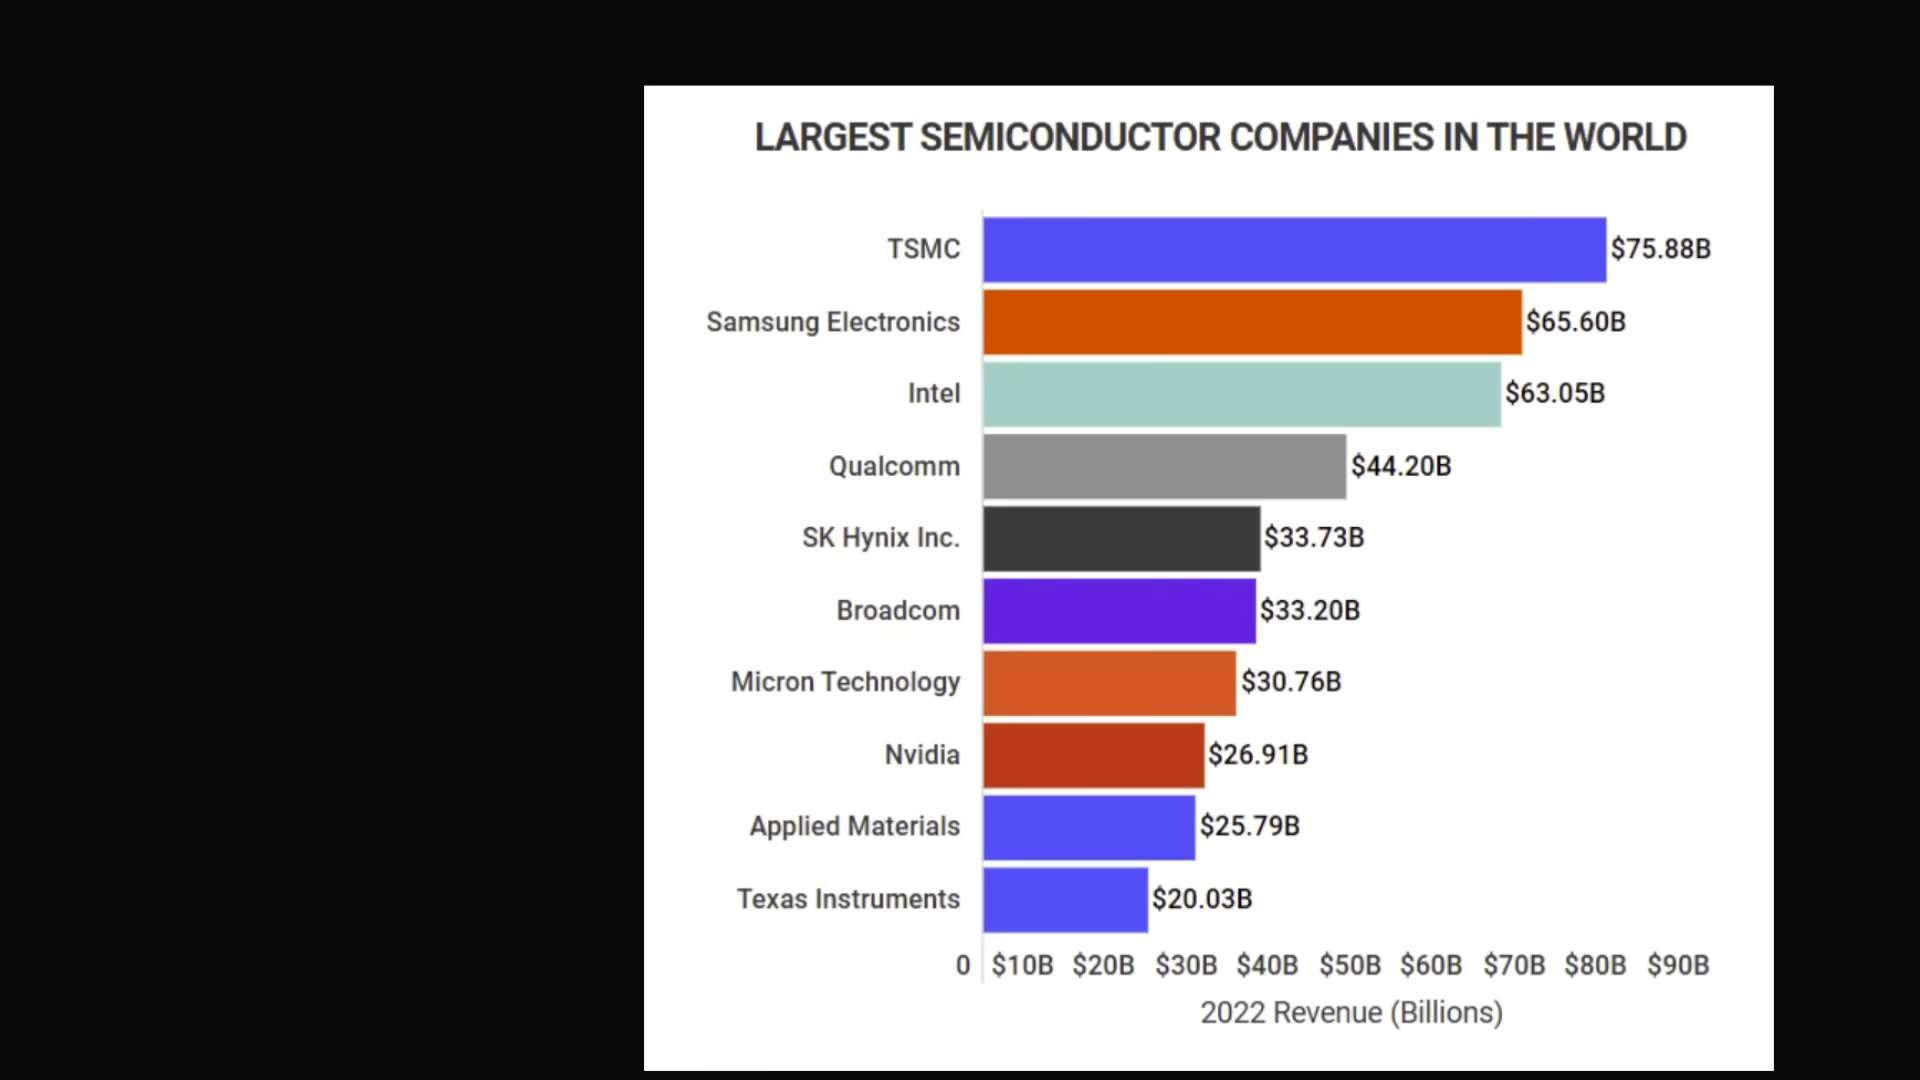 LARGEST SEMICONDUCTOR COMPANIES IN THE WORLD
TSMC $75.88B
Samsung Electronics $65.60B
Intel $63.05B
Qualcomm $44.20B
SK Hynix Inc. $33.73B
Broadcom $33.20B
Micron Technology $30.76B
Nvidia $26.91B
Applied Materials $25.79B
Texas Instruments $20.03B
0 $10B $20B $30B $40B $50B $60B $70B $80B $90B
2022 Revenue (Billions)